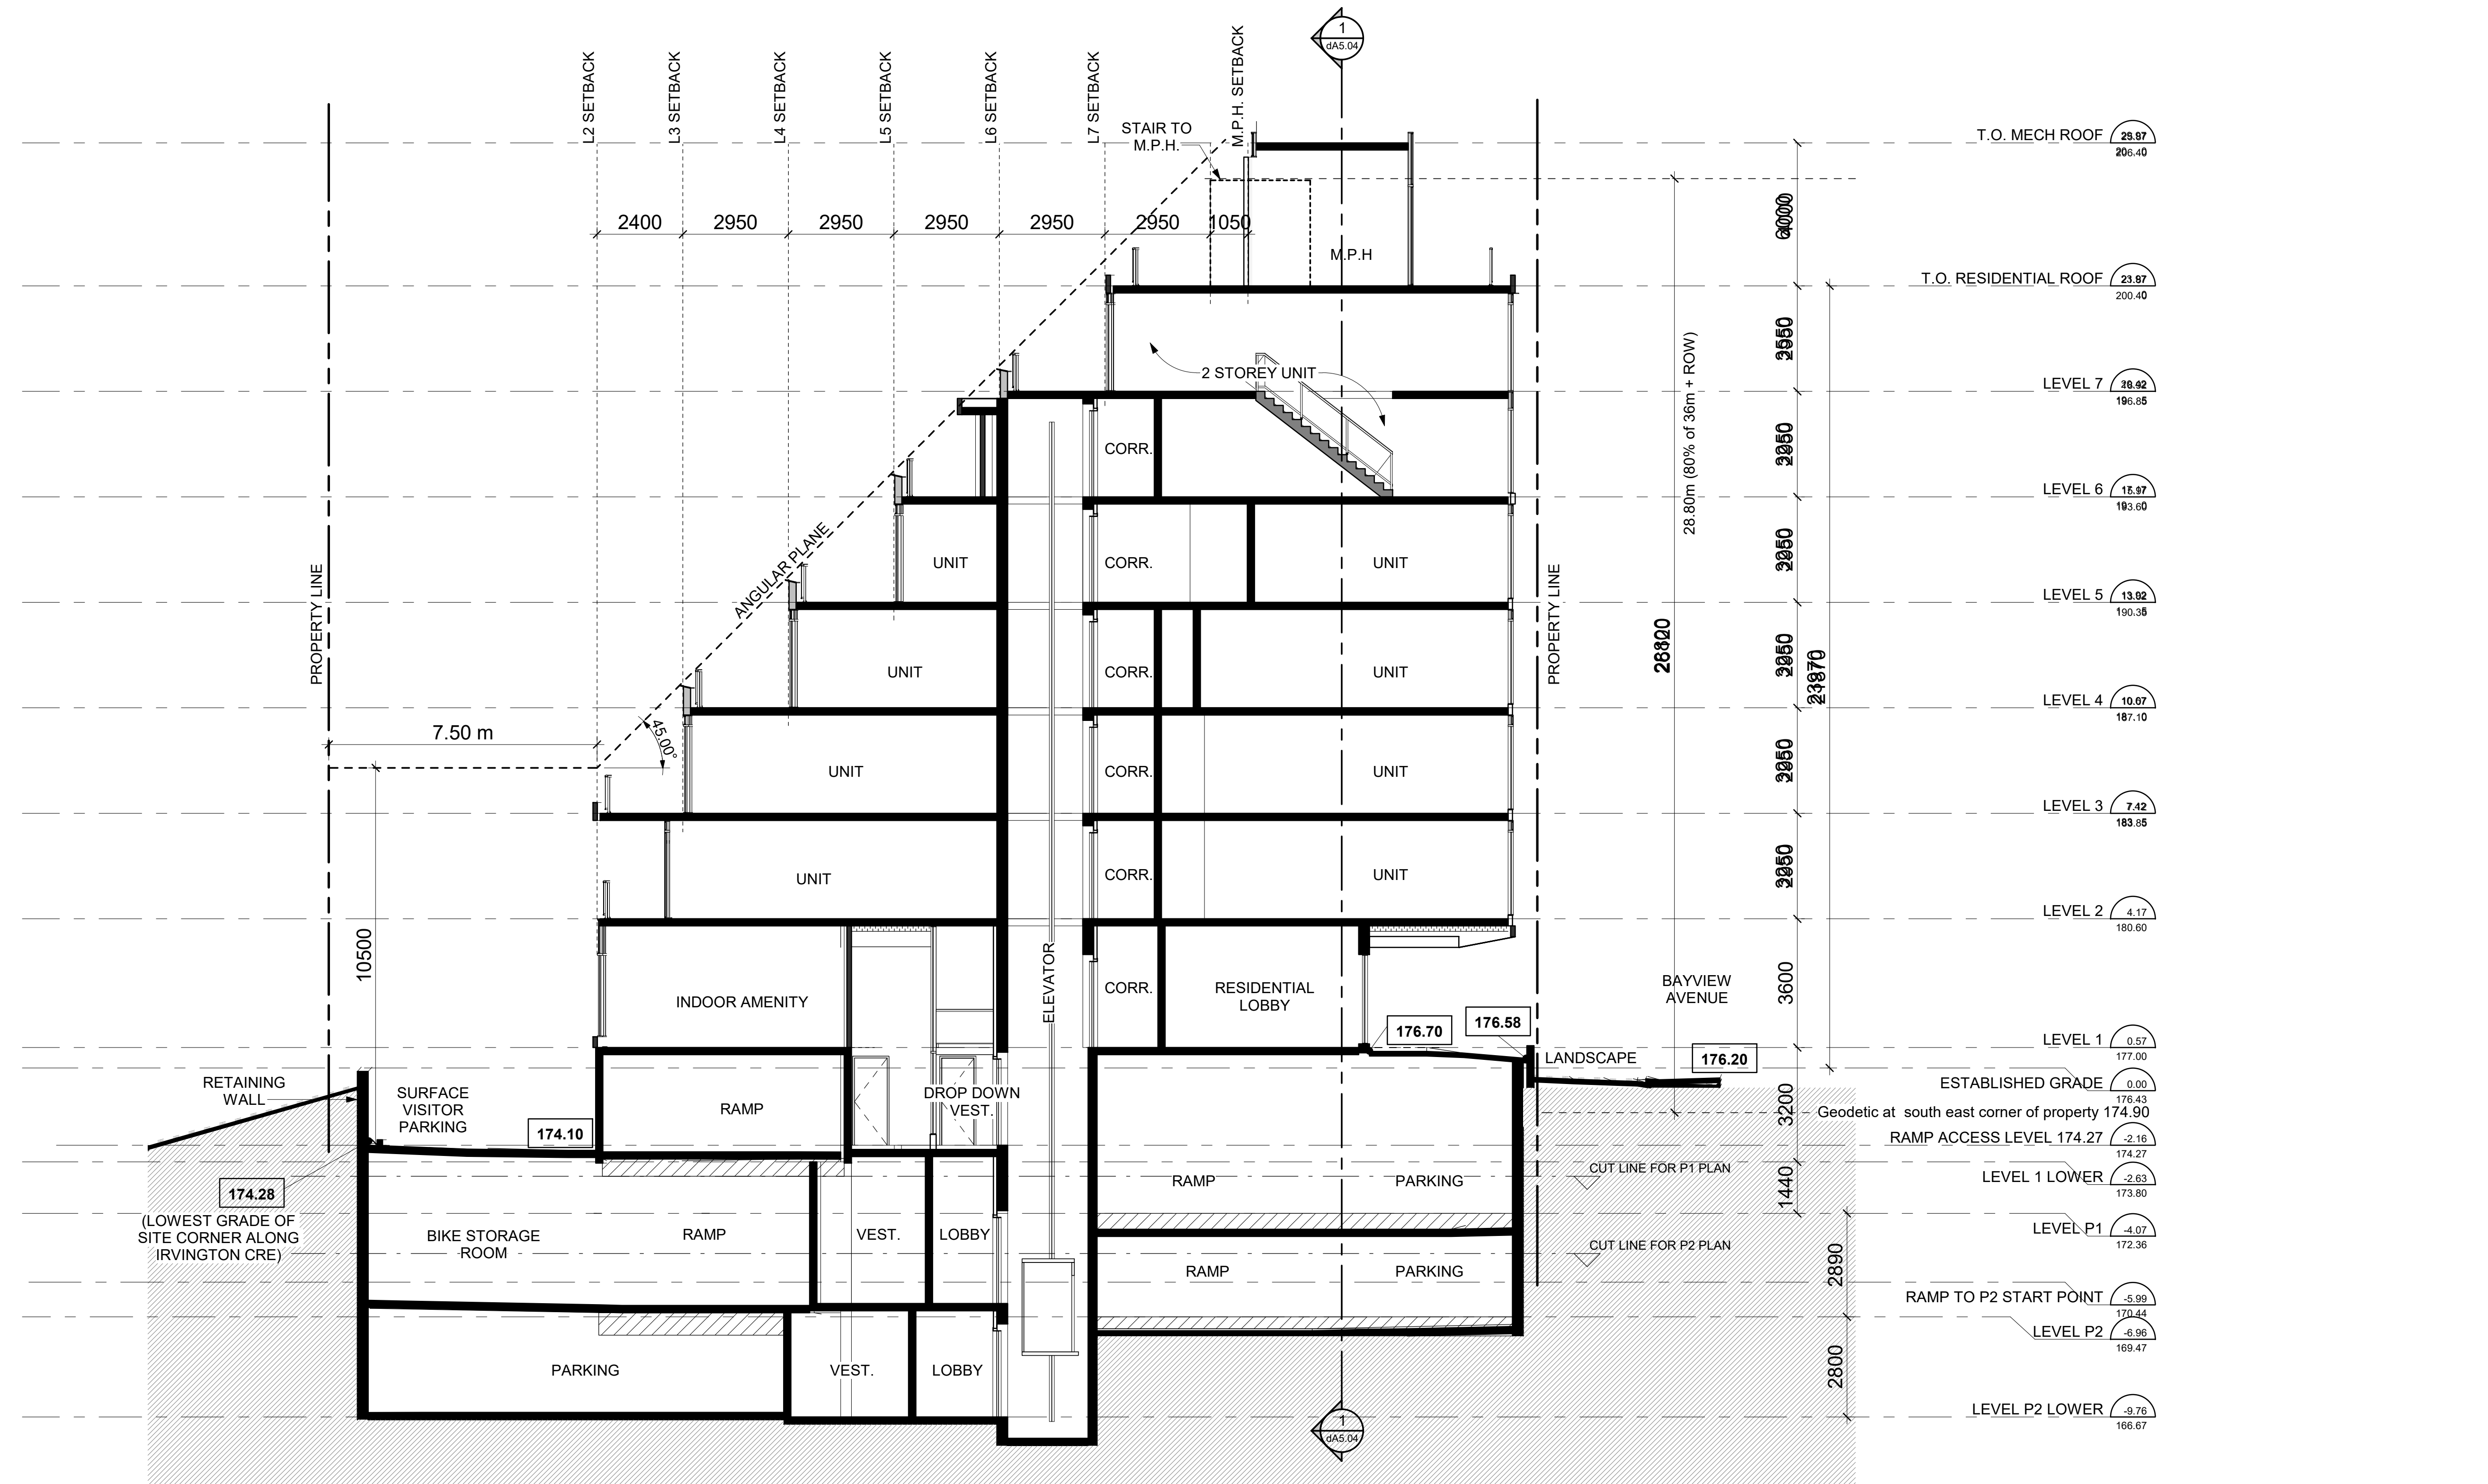 1
dA5.04
L2 SETBACK
L3 SETBACK
L4 SETBACK
L5 SETBACK
L6 SETBACK
L7 SETBACK
M.P.H. SETBACK
STAIR TO
M.P.H.
T.O. MECH ROOF
206.40
2400
2950
2950
2950
2950
2950
1050
M.P.H
T.O. RESIDENTIAL ROOF
200.40
28.80m (80% of 36m + ROW)
2 STOREY UNIT
LEVEL 7
196.85
CORR.
LEVEL 6
193.60
ANGULAR PLANE
UNIT
CORR.
UNIT
PROPERTY LINE
PROPERTY LINE
LEVEL 5
190.35
UNIT
CORR.
UNIT
LEVEL 4
10.67
187.10
7.50 m
45.00°
UNIT
CORR.
UNIT
LEVEL 3
7.42
183.85
UNIT
CORR.
UNIT
LEVEL 2
4.17
180.60
10500
INDOOR AMENITY
ELEVATOR
CORR.
RESIDENTIAL
LOBBY
BAYVIEW
AVENUE
3600
176.70
176.58
LEVEL 1
0.57
177.00
LANDSCAPE
176.20
RETAINING
WALL
SURFACE
VISITOR
PARKING
174.10
RAMP
DROP DOWN
VEST.
ESTABLISHED GRADE
0.00
176.43
3200
Geodetic at south east corner of property 174.90
RAMP ACCESS LEVEL 174.27
-2.16
174.27
174.28
(LOWEST GRADE OF
SITE CORNER ALONG
IRVINGTON CRE)
RAMP
PARKING
CUT LINE FOR P1 PLAN
1440
LEVEL 1 LOWER
-2.63
173.80
BIKE STORAGE
ROOM
RAMP
VEST.
LOBBY
LEVEL P1
-4.07
172.36
CUT LINE FOR P2 PLAN
RAMP
PARKING
2890
RAMP TO P2 START POINT
-5.99
170.44
LEVEL P2
-6.96
169.47
PARKING
VEST.
LOBBY
2800
LEVEL P2 LOWER
-9.76
166.67
1
dA5.04